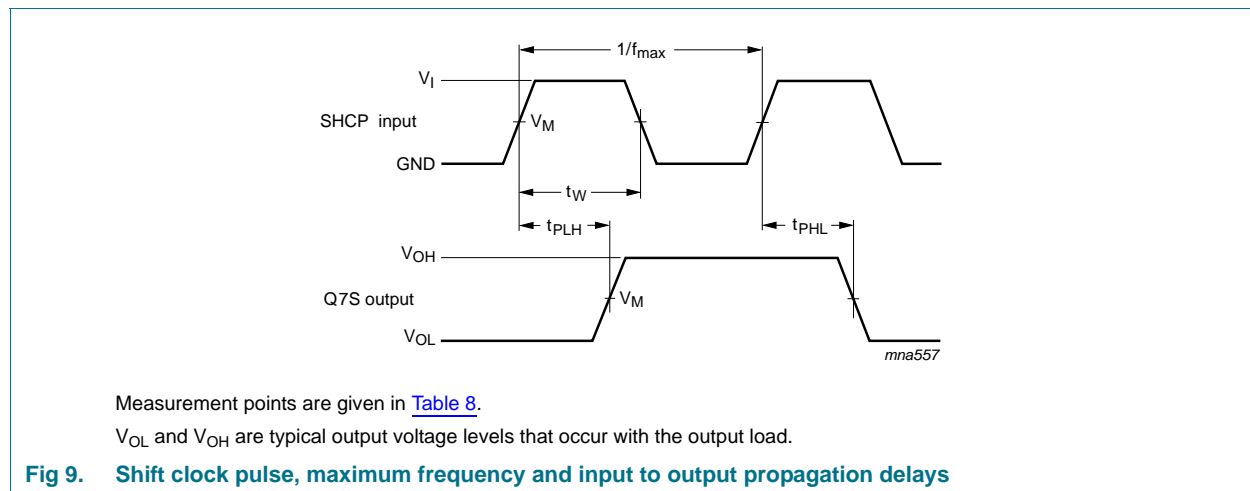 1/fmax
VI
SHCP input
VM
GND
tW
tPLH
tPHL
VOH
Q7S output
VM
VOL
mna557
Measurement points are given in Table 8.
VOL and VOH are typical output voltage levels that occur with the output load.
Fig 9. Shift clock pulse, maximum frequency and input to output propagation delays